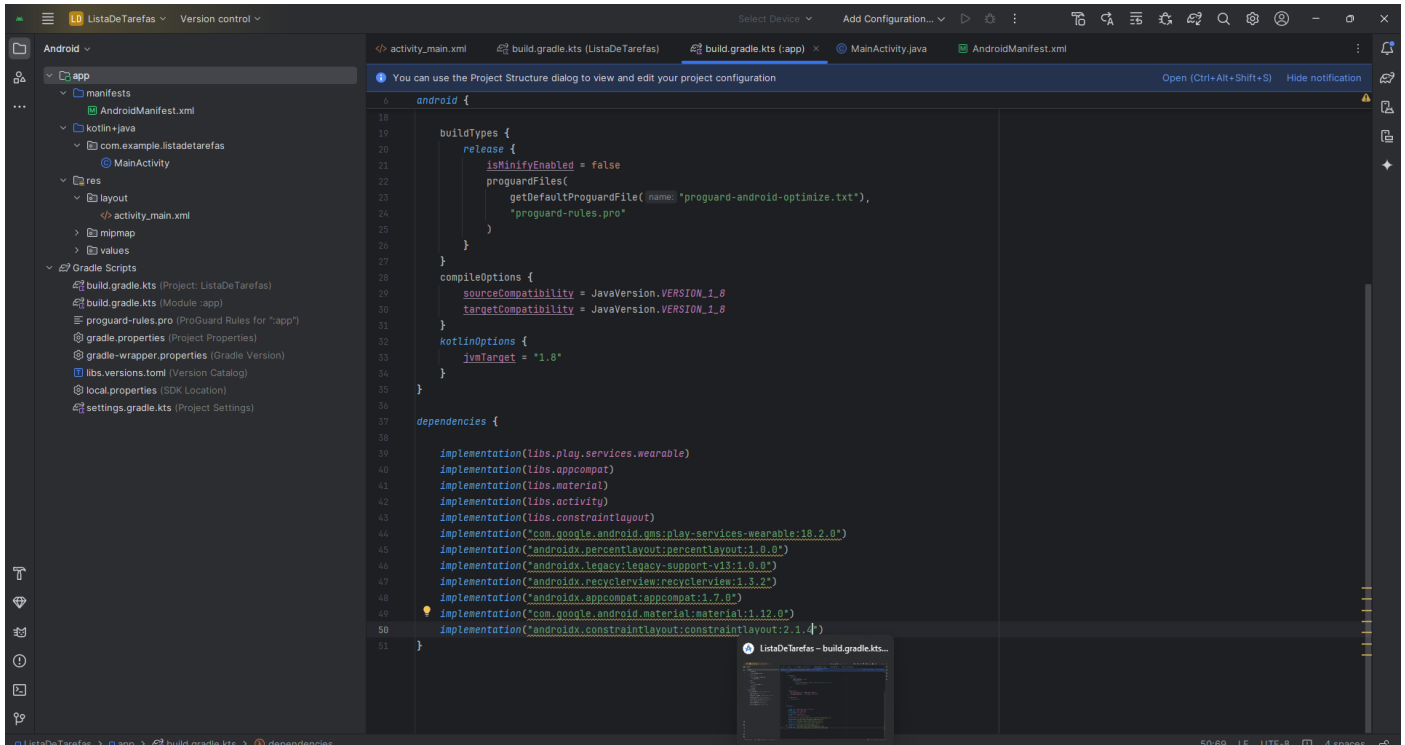 LD ListaDeTarefas Version control Select Device Add Configuration...
Android
activity_main.xml build.gradle.kts (ListaDeTarefas) build.gradle.kts (:app) MainActivity.java AndroidManifest.xml
You can use the Project Structure dialog to view and edit your project configuration Open (Ctrl+Alt+Shift+S) Hide notification
app
manifests
AndroidManifest.xml
kotlin+java
com.example.listadetarefas
MainActivity
res
layout
activity_main.xml
mipmap
values
Gradle Scripts
build.gradle.kts (Project: ListaDeTarefas)
build.gradle.kts (Module :app)
proguard-rules.pro (ProGuard Rules for ":app")
gradle.properties (Project Properties)
gradle-wrapper.properties (Gradle Version)
libs.versions.toml (Version Catalog)
local.properties (SDK Location)
settings.gradle.kts (Project Settings)
6 android {
18
19 buildTypes {
20 release {
21 isMinifyEnabled = false
22 proguardFiles(
23 getDefaultProguardFile( name: "proguard-android-optimize.txt"),
24 "proguard-rules.pro"
25 )
26 }
27 }
28 compileOptions {
29 sourceCompatibility = JavaVersion.VERSION_1_8
30 targetCompatibility = JavaVersion.VERSION_1_8
31 }
32 kotlinOptions {
33 jvmTarget = "1.8"
34 }
35 }
36
37 dependencies {
38
39 implementation(libs.play.services.wearable)
40 implementation(libs.appcompat)
41 implementation(libs.material)
42 implementation(libs.activity)
43 implementation(libs.constraintlayout)
44 implementation("com.google.android.gms:play-services-wearable:18.2.0")
45 implementation("androidx.percentlayout:percentlayout:1.0.0")
46 implementation("androidx.legacy:legacy-support-v13:1.0.0")
47 implementation("androidx.recyclerview:recyclerview:1.3.2")
48 implementation("androidx.appcompat:appcompat:1.7.0")
49 implementation("com.google.android.material:material:1.12.0")
50 implementation("androidx.constraintlayout:constraintlayout:2.1.4")
51 }
ListaDeTarefas – build.gradle.kts...
ListaDeTarefas > app > build.gradle.kts > dependencies 50:69 LF UTF-8 4 spaces